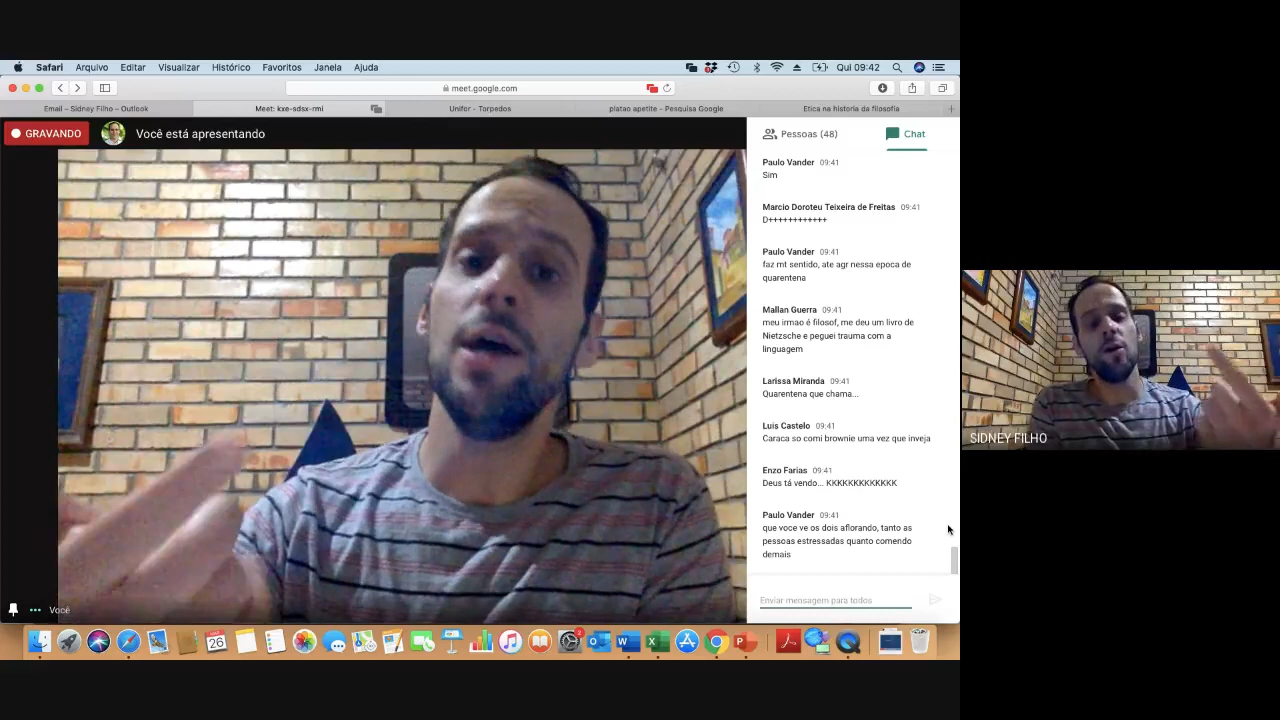 Safari Arquivo Editar Visualizar Histórico Favoritos Janela Ajuda Qui 09:42
meet.google.com
Email – Sidney Filho – Outlook Meet: kxe-sdsx-rmi Unifor - Torpedos platao apetite - Pesquisa Google Etica na historia da filosofia
GRAVANDO Você está apresentando
Pessoas (48) Chat
Paulo Vander 09:41
Sim
Marcio Doroteu Teixeira de Freitas 09:41
D++++++++++++
Paulo Vander 09:41
faz mt sentido, ate agr nessa epoca de
quarentena
Mallan Guerra 09:41
meu irmao é filosof, me deu um livro de
Nietzsche e peguei trauma com a
linguagem
Larissa Miranda 09:41
Quarentena que chama...
Luís Castelo 09:41
Caraca so comi brownie uma vez que inveja
Enzo Farias 09:41
Deus tá vendo... KKKKKKKKKKKKK
Paulo Vander 09:41
que voce ve os dois aflorando, tanto as
pessoas estressadas quanto comendo
demais
Enviar mensagem para todos
Você
SIDNEY FILHO
26
2